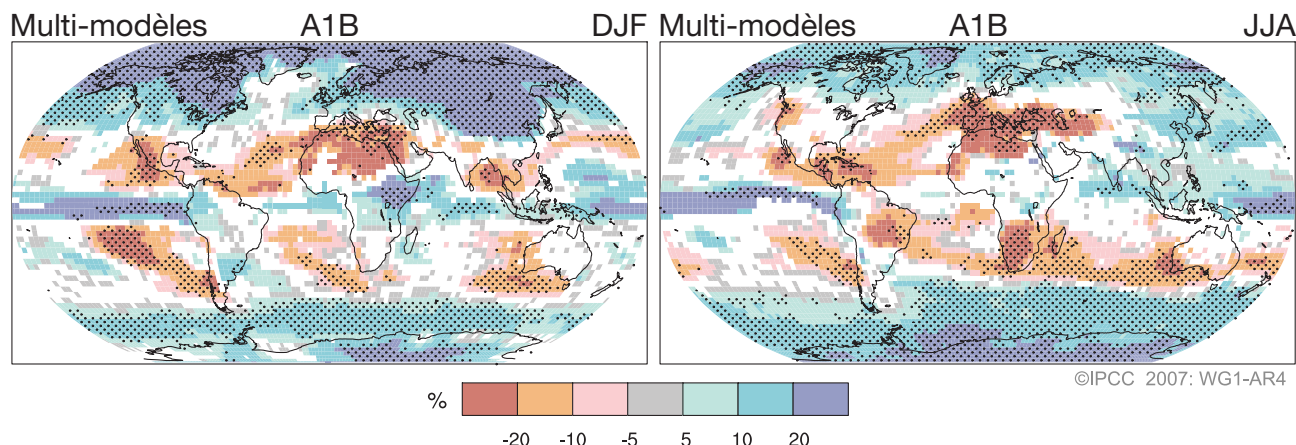 Multi-modèles A1B DJF
Multi-modèles A1B JJA
©IPCC 2007: WG1-AR4
%
-20 -10 -5 5 10 20